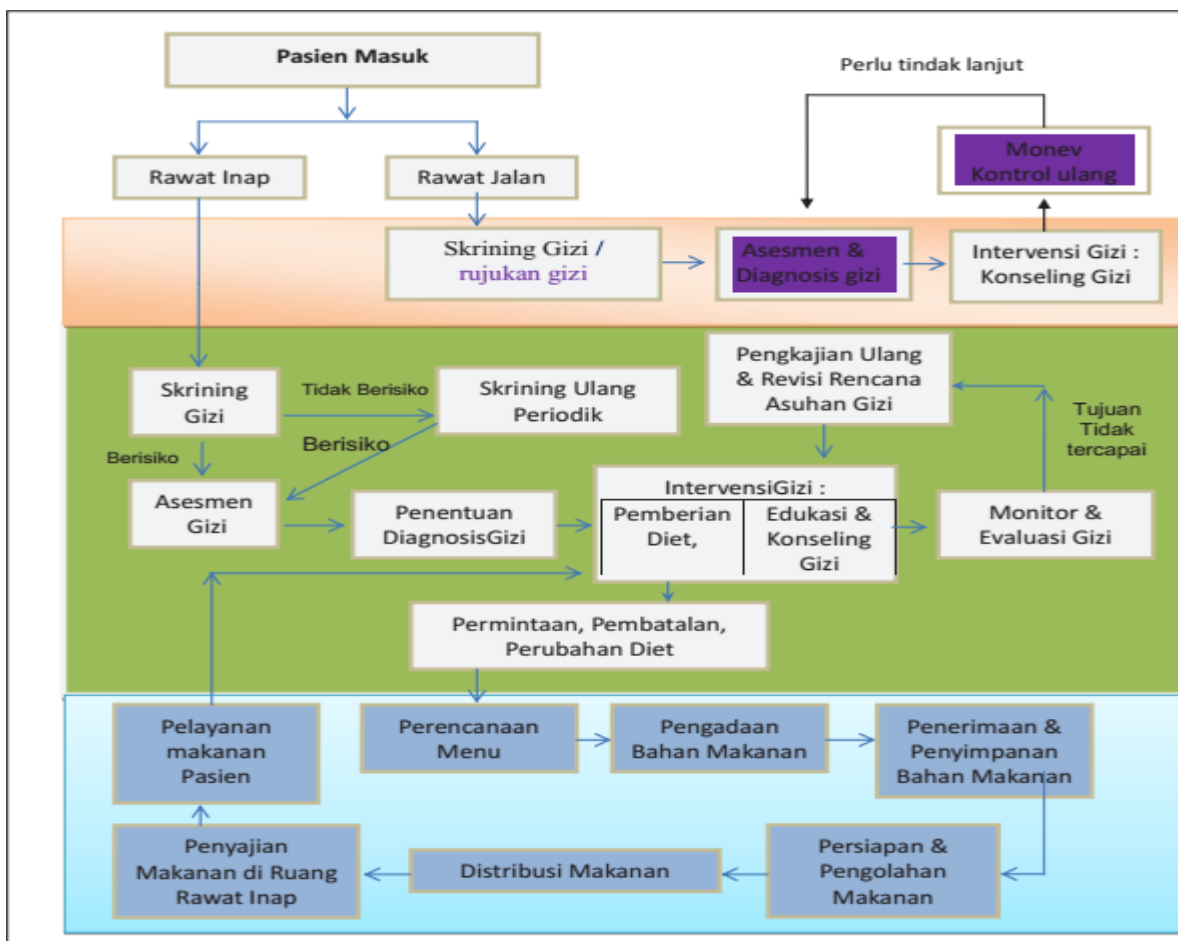 Pasien Masuk
Perlu tindak lanjut
Rawat Inap
Rawat Jalan
Monev
Kontrol ulang
Skrining Gizi /
rujukan gizi
Asesmen &
Diagnosis gizi
Intervensi Gizi :
Konseling Gizi
Skrining
Gizi
Tidak Berisiko
Skrining Ulang
Periodik
Pengkajian Ulang
& Revisi Rencana
Asuhan Gizi
Tujuan
Tidak
tercapai
Berisiko
Berisiko
Asesmen
Gizi
Penentuan
DiagnosisGizi
IntervensiGizi :
Pemberian
Diet,
Edukasi &
Konseling
Gizi
Monitor &
Evaluasi Gizi
Permintaan, Pembatalan,
Perubahan Diet
Pelayanan
makanan
Pasien
Perencanaan
Menu
Pengadaan
Bahan Makanan
Penerimaan &
Penyimpanan
Bahan Makanan
Penyajian
Makanan di Ruang
Rawat Inap
Distribusi Makanan
Persiapan &
Pengolahan
Makanan